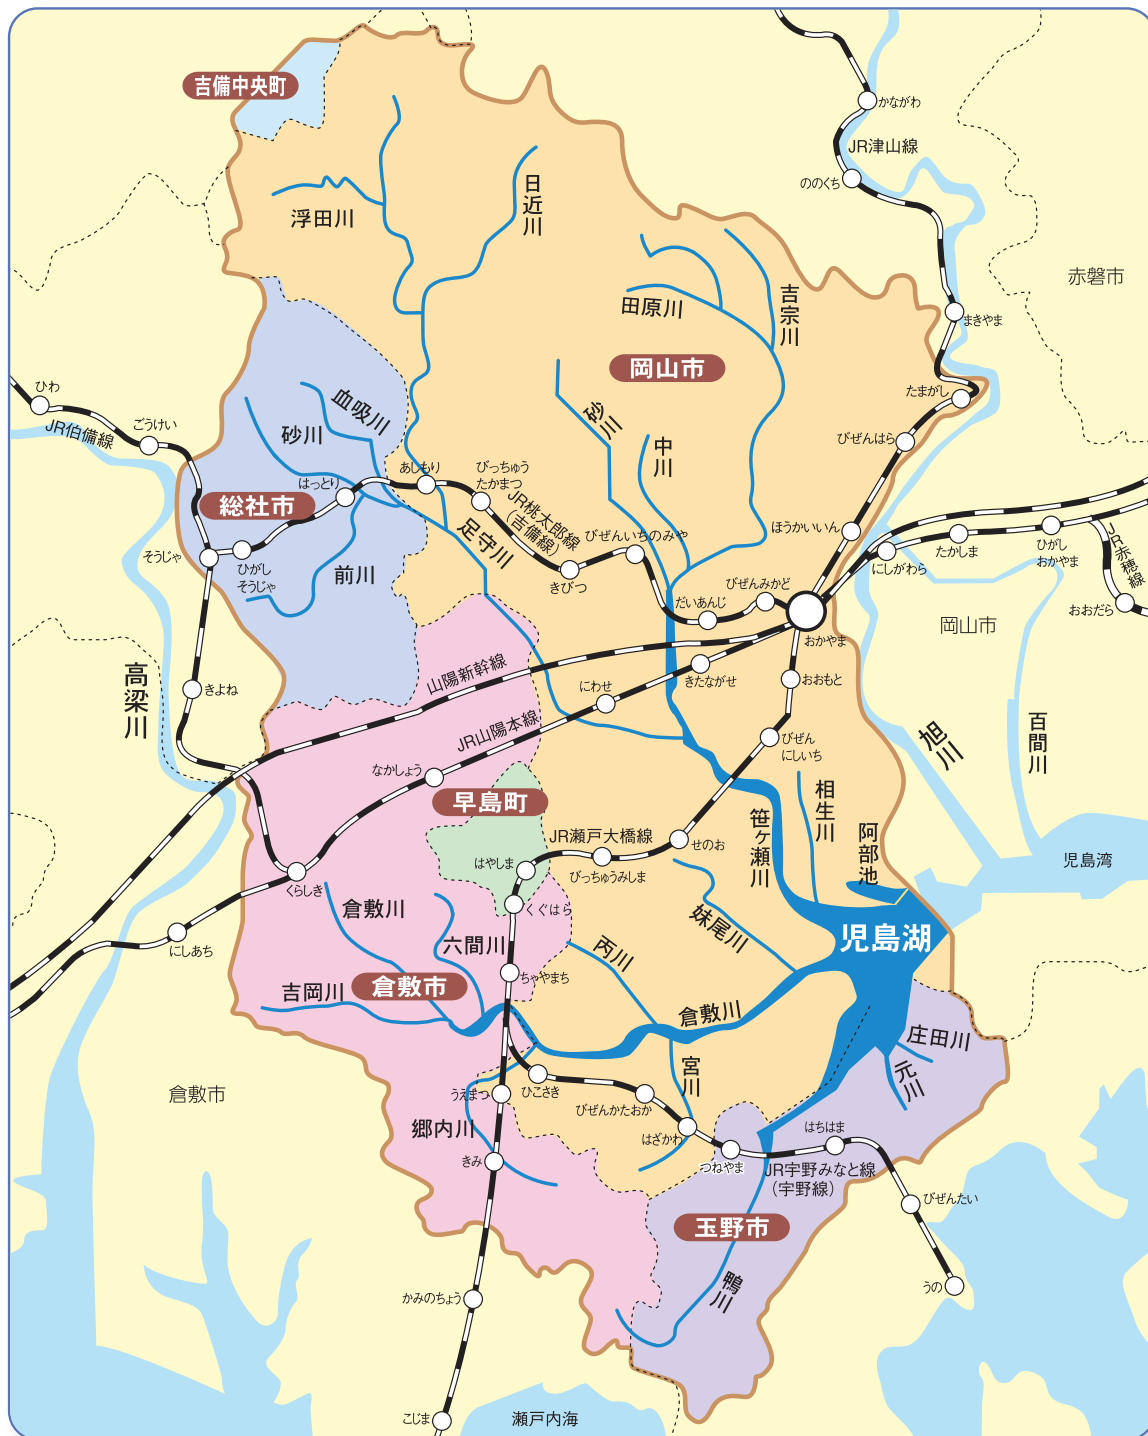 吉備中央町
かながわ
JR津山線
ののくち
日近川
浮田川
赤磐市
田原川
吉宗川
まきやま
岡山市
ひわ
たまがし
血吸川
砂川
JR伯備線
ごうけい
砂川
中川
びぜんはら
はっとり
あしもり
びっちゅう
たかまつ
総社市
JR桃太郎線
(吉備線)
足守川
びぜんいちのみや
ほうかいいん
たかしま
ひがし
おかやま
JR赤穂線
にしがわら
そうじゃ
ひがし
そうじゃ
前川
きびつ
びぜんみかど
だいあんじ
おおだら
岡山市
おかやま
高梁川
きよね
山陽新幹線
にわせ
きたながせ
おおもと
JR山陽本線
びぜん
にしいち
旭川
百間川
なかしょう
早島町
相生川
笹ヶ瀬川
阿部池
JR瀬戸大橋線
せのお
はやしま
びっちゅうみしま
児島湾
くらしき
倉敷川
くぐはら
六間川
妹尾川
にしあち
丙川
児島湖
ちゃやまち
倉敷市
吉岡川
倉敷川
庄田川
元川
倉敷市
宮川
うえまつ
ひこさき
びぜんかたおか
郷内川
はざかわ
はちはま
きみ
つねやま
JR宇野みなと線
(宇野線)
びぜんたい
玉野市
鴨川
うの
かみのちょう
こじま
瀬戸内海